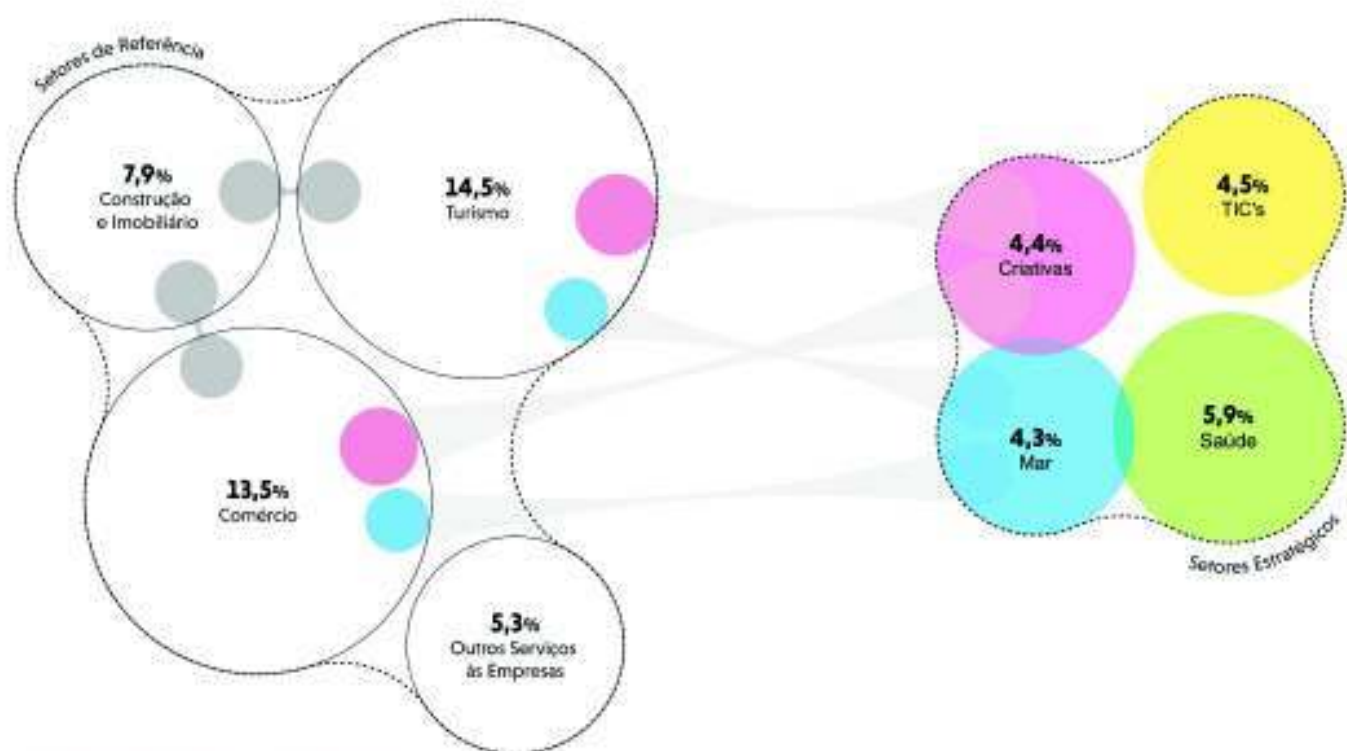 Setores de Referência
7,9%
Construção
e Imobiliário
14,5%
Turismo
13,5%
Comércio
5,3%
Outros Serviços
às Empresas
4,4%
Criativas
4,5%
TIC's
4,3%
Mar
5,9%
Saúde
Setores Estratégicos